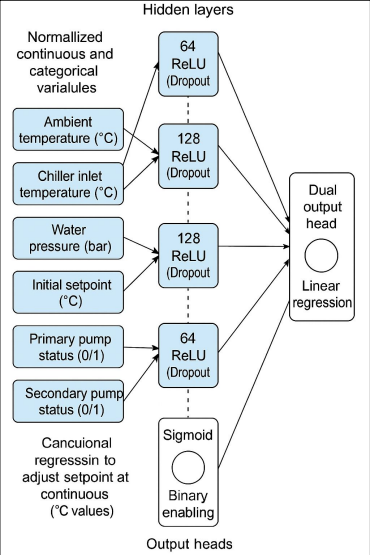 Hidden layers
Normallized
continuous and
categorical
varialules
Ambient
temperature (°C)
Chiller inlet
temperature (°C)
Water
pressure (bar)
Initial setpoint
(°C)
Primary pump
status (0/1)
Secondary pump
status (0/1)
Cancuional
regresssin to
adjust setpoint at
continuous
(°C values)
64
ReLU
(Dropout
128
ReLU
(Dropout
128
ReLU
(Dropout
64
ReLU
(Dropout
Sigmoid
Binary
enabling
Dual
output
head
Linear
regression
Output heads